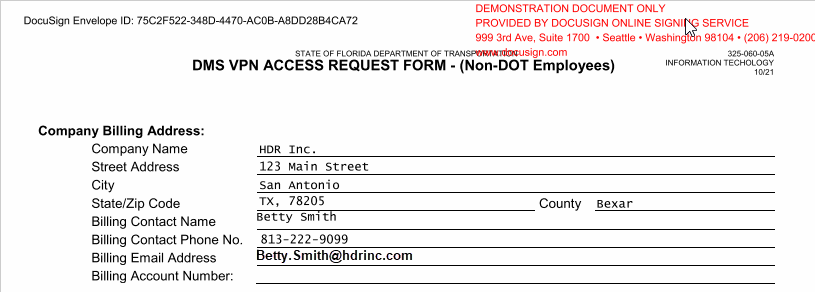 DocuSign Envelope ID: 75C2F522-348D-4470-AC0B-A8DD28B4CA72
DEMONSTRATION DOCUMENT ONLY
PROVIDED BY DOCUSIGN ONLINE SIGNING SERVICE
999 3rd Ave, Suite 1700 • Seattle • Washington 98104 • (206) 219-0200
www.docusign.com
STATE OF FLORIDA DEPARTMENT OF TRANSPORTATION
DMS VPN ACCESS REQUEST FORM - (Non-DOT Employees)
325-060-05A
INFORMATION TECHOLOGY
10/21
Company Billing Address:
Company Name HDR Inc.
Street Address 123 Main Street
City San Antonio
State/Zip Code TX, 78205 County Bexar
Billing Contact Name Betty Smith
Billing Contact Phone No. 813-222-9099
Billing Email Address Betty.Smith@hdrinc.com
Billing Account Number: